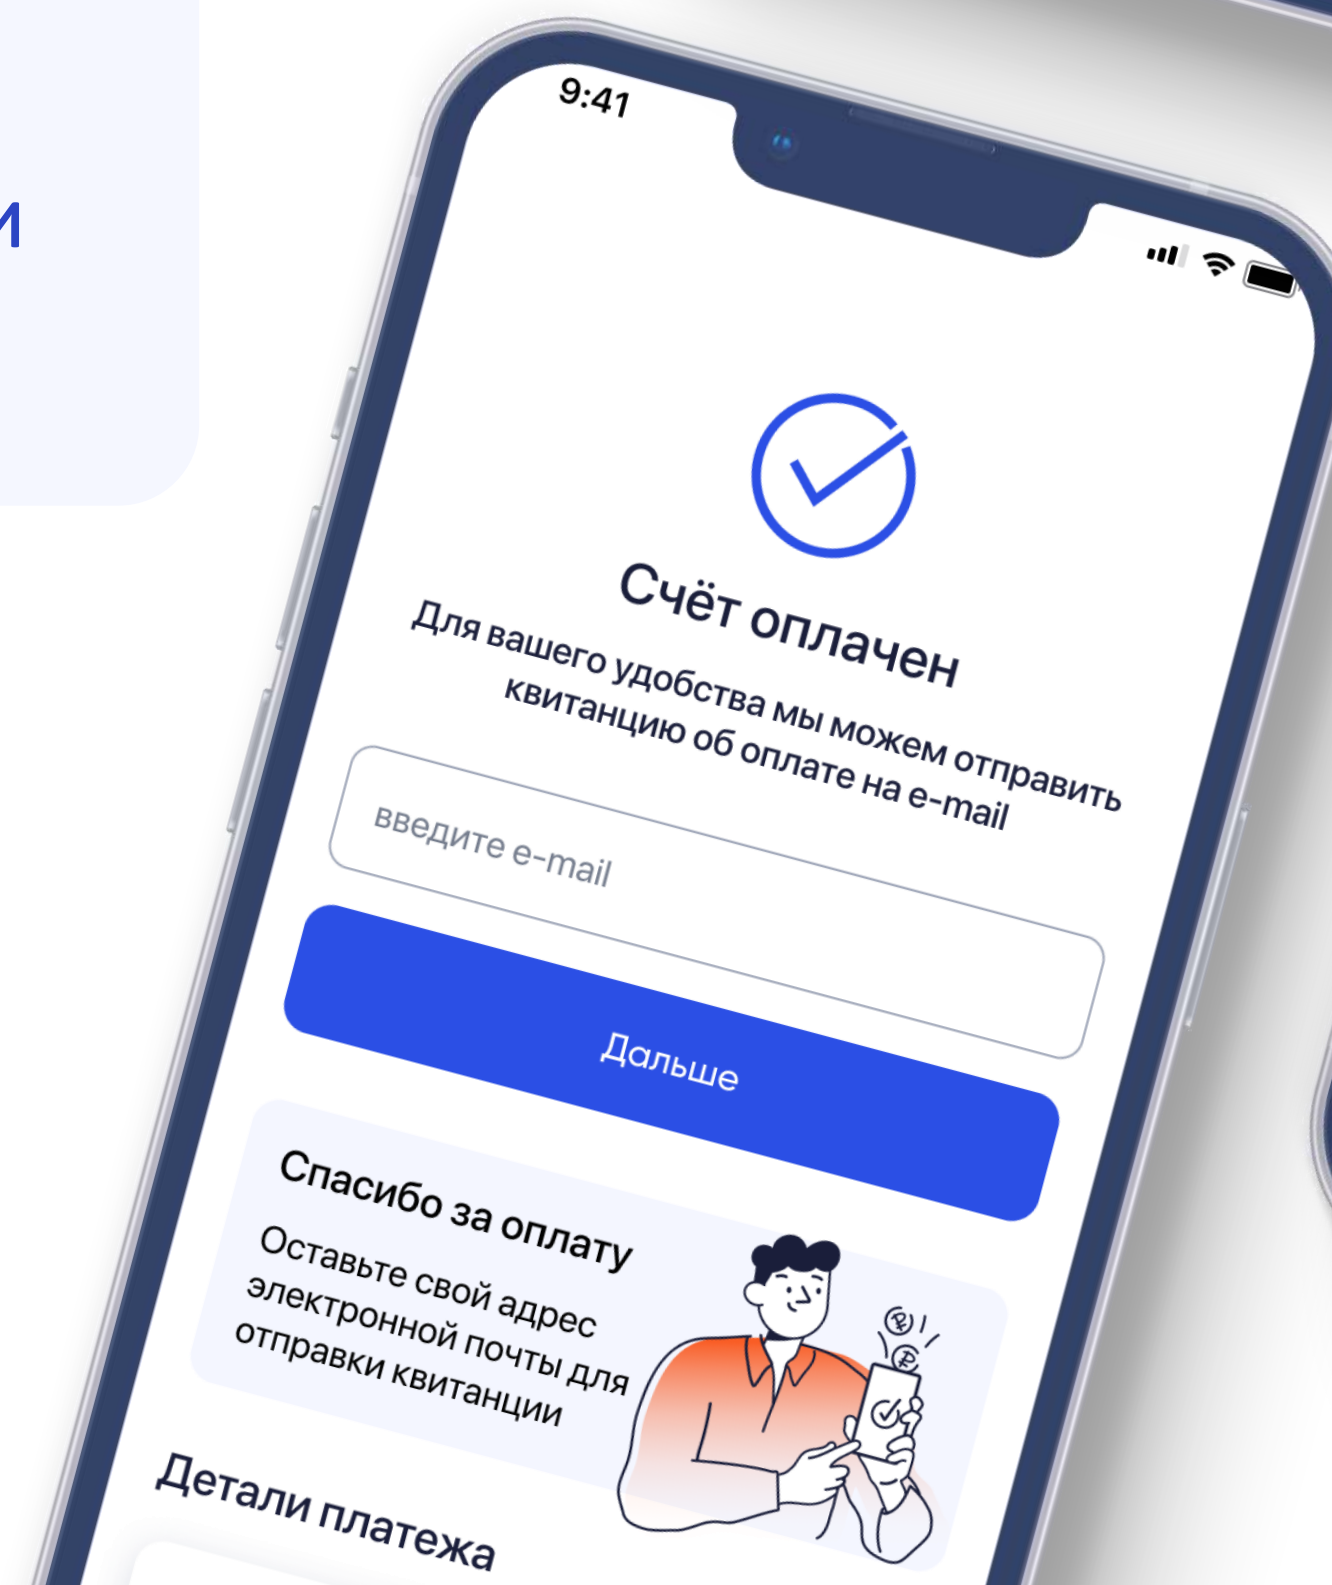 и
9:41
Счёт оплачен
Для вашего удобства мы можем отправить
квитанцию об оплате на e-mail
введите e-mail
Дальше
Спасибо за оплату
Оставьте свой адрес
электронной почты для
отправки квитанции
Детали платежа